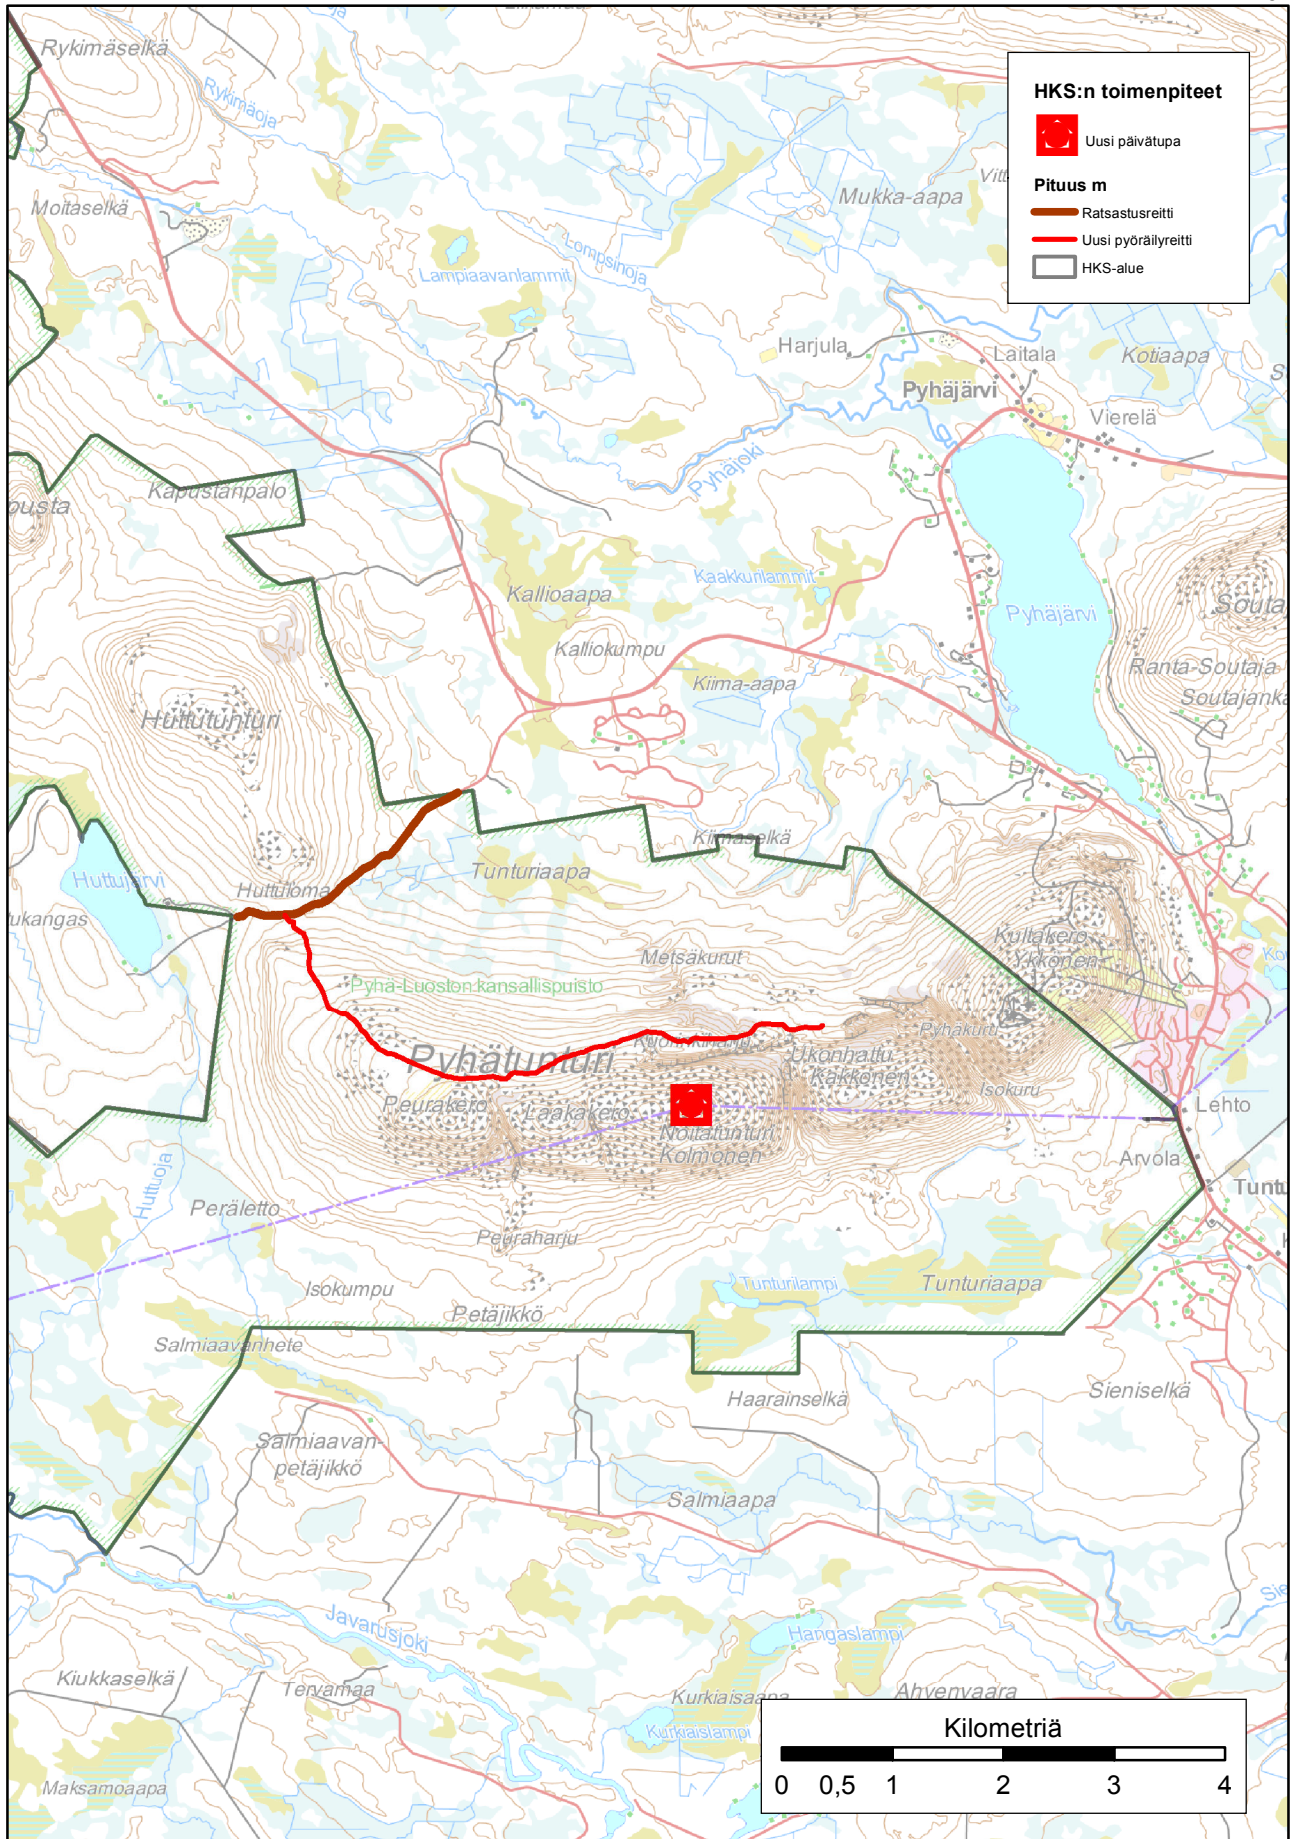 Rykimäselkä
HKS:n toimenpiteet
Uusi päivätupa
Pituus m
Ratsastusreitti
Uusi pyöräilyreitti
HKS-alue
Rykimäoja
Moitaselkä
Mukka-aapa
Lompsinoja
Lampiaavanlammit
Harjula
Laitala
Kotiaapa
Pyhäjärvi
Vierelä
Pyhäjoki
Kapustanpalo
Kallioaapa
Kaakkurilammit
Pyhäjärvi
Kalliokumpu
Kiima-aapa
Ranta-Soutaja
Huttutunturi
Kiimaselkä
Tunturiaapa
Huttujärvi
Huttuloma
Kultakero
Ykkönen
Metsäkurut
Pyhä-Luoston kansallispuisto
Pyhäkuru
Pyhätunturi
Ukonhattu
Kakkonen
Isokuru
Peurakero
Laakakero
Lehto
Noitatunturi
Kolmonen
Arvola
Huttuoja
Peräletto
Peuraharju
Isokumpu
Tunturilampi
Tunturiaapa
Petäjikkö
Salmiaavanhete
Haarainselkä
Sieniselkä
Salmiaavan-
petäjikkö
Salmiaapa
Javarusjoki
Hangaslampi
Kiukkaselkä
Tervamaa
Kurkiaisaapa
Ahvenvaara
Kurkiaislampi
Kilometriä
0 0,5 1 2 3 4
Maksamoaapa